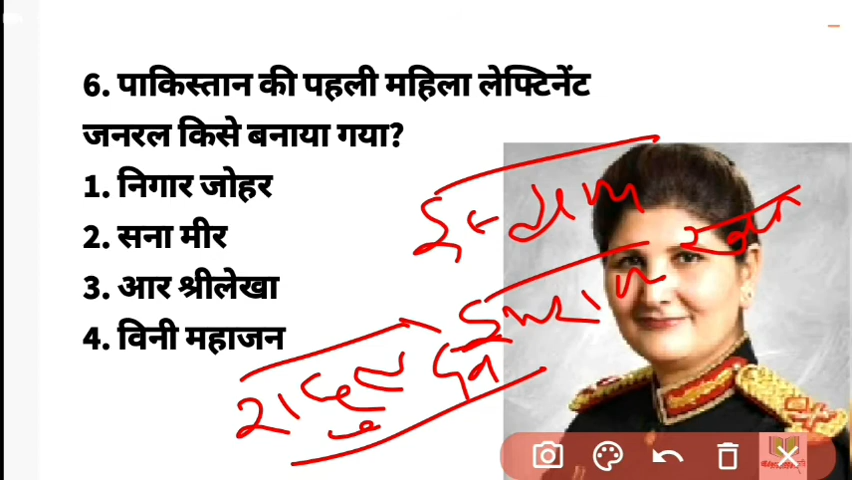 6. पाकिस्तान की पहली महिला लेफ्टिनेंट
जनरल किसे बनाया गया?
1. निगार जोहर
2. सना मीर
3. आर श्रीलेखा
4. विनी महाजन